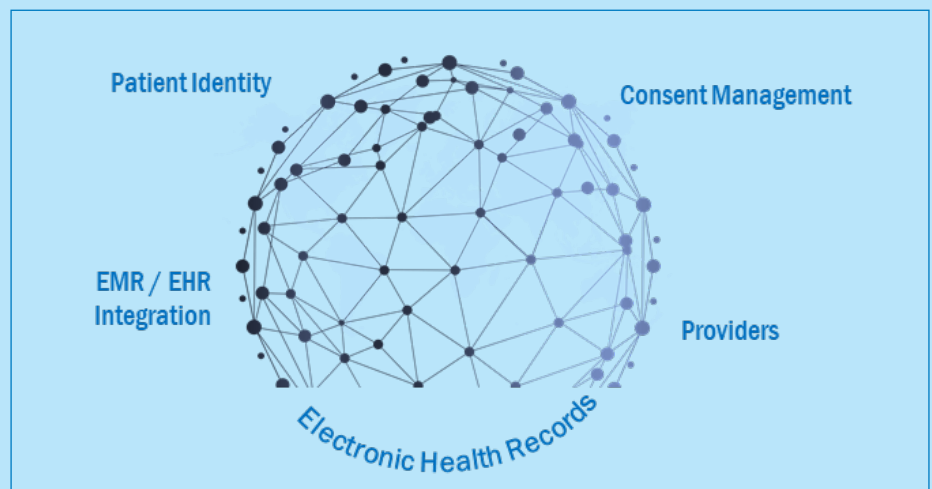 Patient Identity
Consent Management
EMR / EHR
Integration
Providers
Electronic Health Records